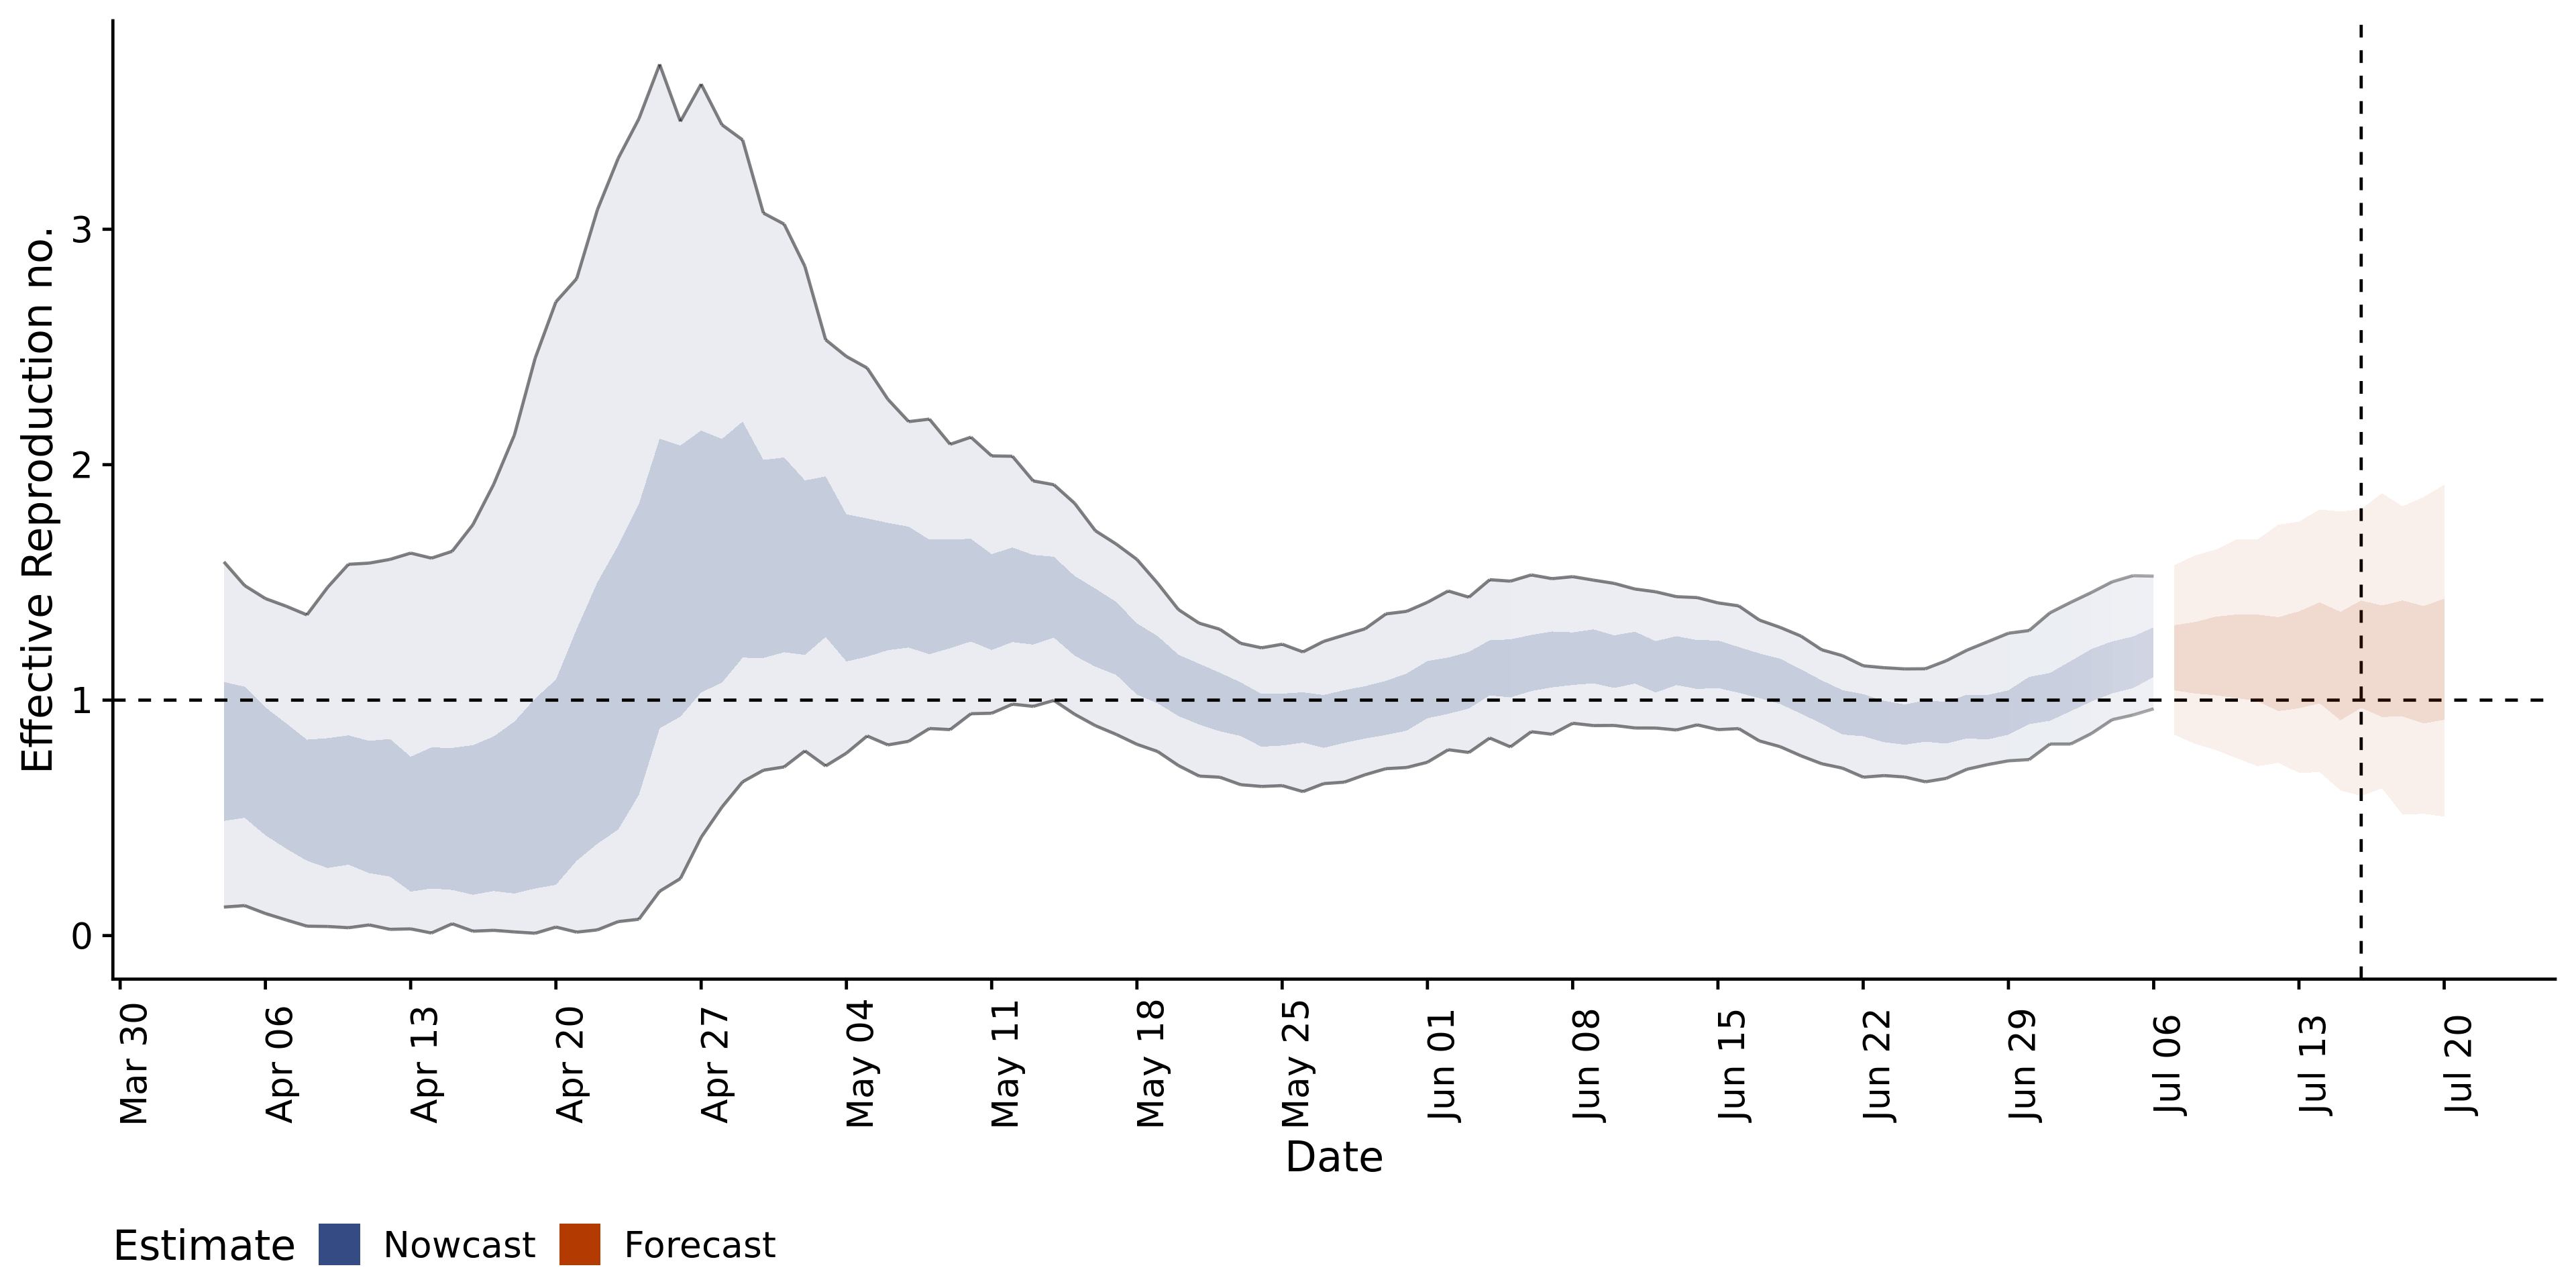 Effective Reproduction no.
3
2
1
0
Mar 30
Apr 06
Apr 13
Apr 20
Apr 27
May 04
May 11
May 18
May 25
Jun 01
Jun 08
Jun 15
Jun 22
Jun 29
Jul 06
Jul 13
Jul 20
Date
Estimate Nowcast Forecast